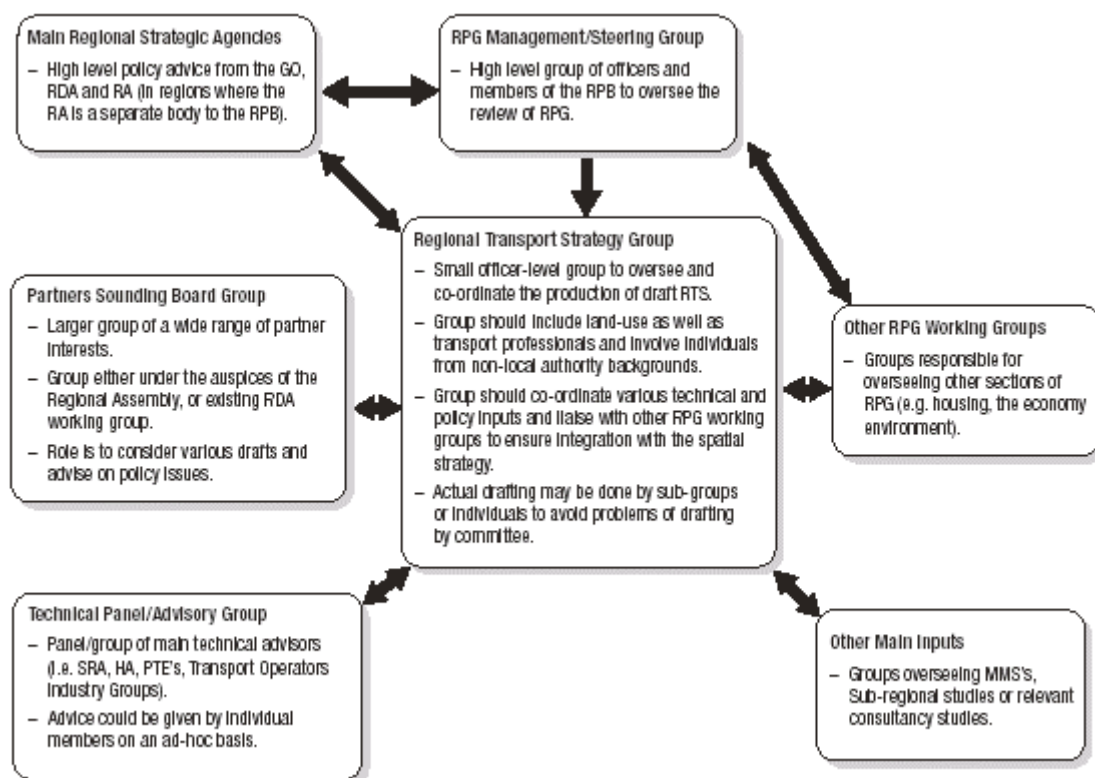 Main Regional Strategic Agencies
– High level policy advice from the GO,
RDA and RA (in regions where the
RA is a separate body to the RPB).
RPG Management/Steering Group
– High level group of officers and
members of the RPB to oversee the
review of RPG.
Regional Transport Strategy Group
– Small officer-level group to oversee and
co-ordinate the production of draft RTS.
– Group should include land-use as well as
transport professionals and involve individuals
from non-local authority backgrounds.
– Group should co-ordinate various technical and
policy inputs and liaise with other RPG working
groups to ensure integration with the spatial
strategy.
– Actual drafting may be done by sub-groups
or individuals to avoid problems of drafting
by committee.
Partners Sounding Board Group
– Larger group of a wide range of partner
interests.
– Group either under the auspices of the
Regional Assembly, or existing RDA
working group.
– Role is to consider various drafts and
advise on policy issues.
Other RPG Working Groups
– Groups responsible for
overseeing other sections of
RPG (e.g. housing, the economy
environment).
Technical Panel/Advisory Group
– Panel/group of main technical advisors
(i.e. SRA, HA, PTE's, Transport Operators
Industry Groups).
– Advice could be given by individual
members on an ad-hoc basis.
Other Main Inputs
– Groups overseeing MMS's,
Sub-regional studies or relevant
consultancy studies.